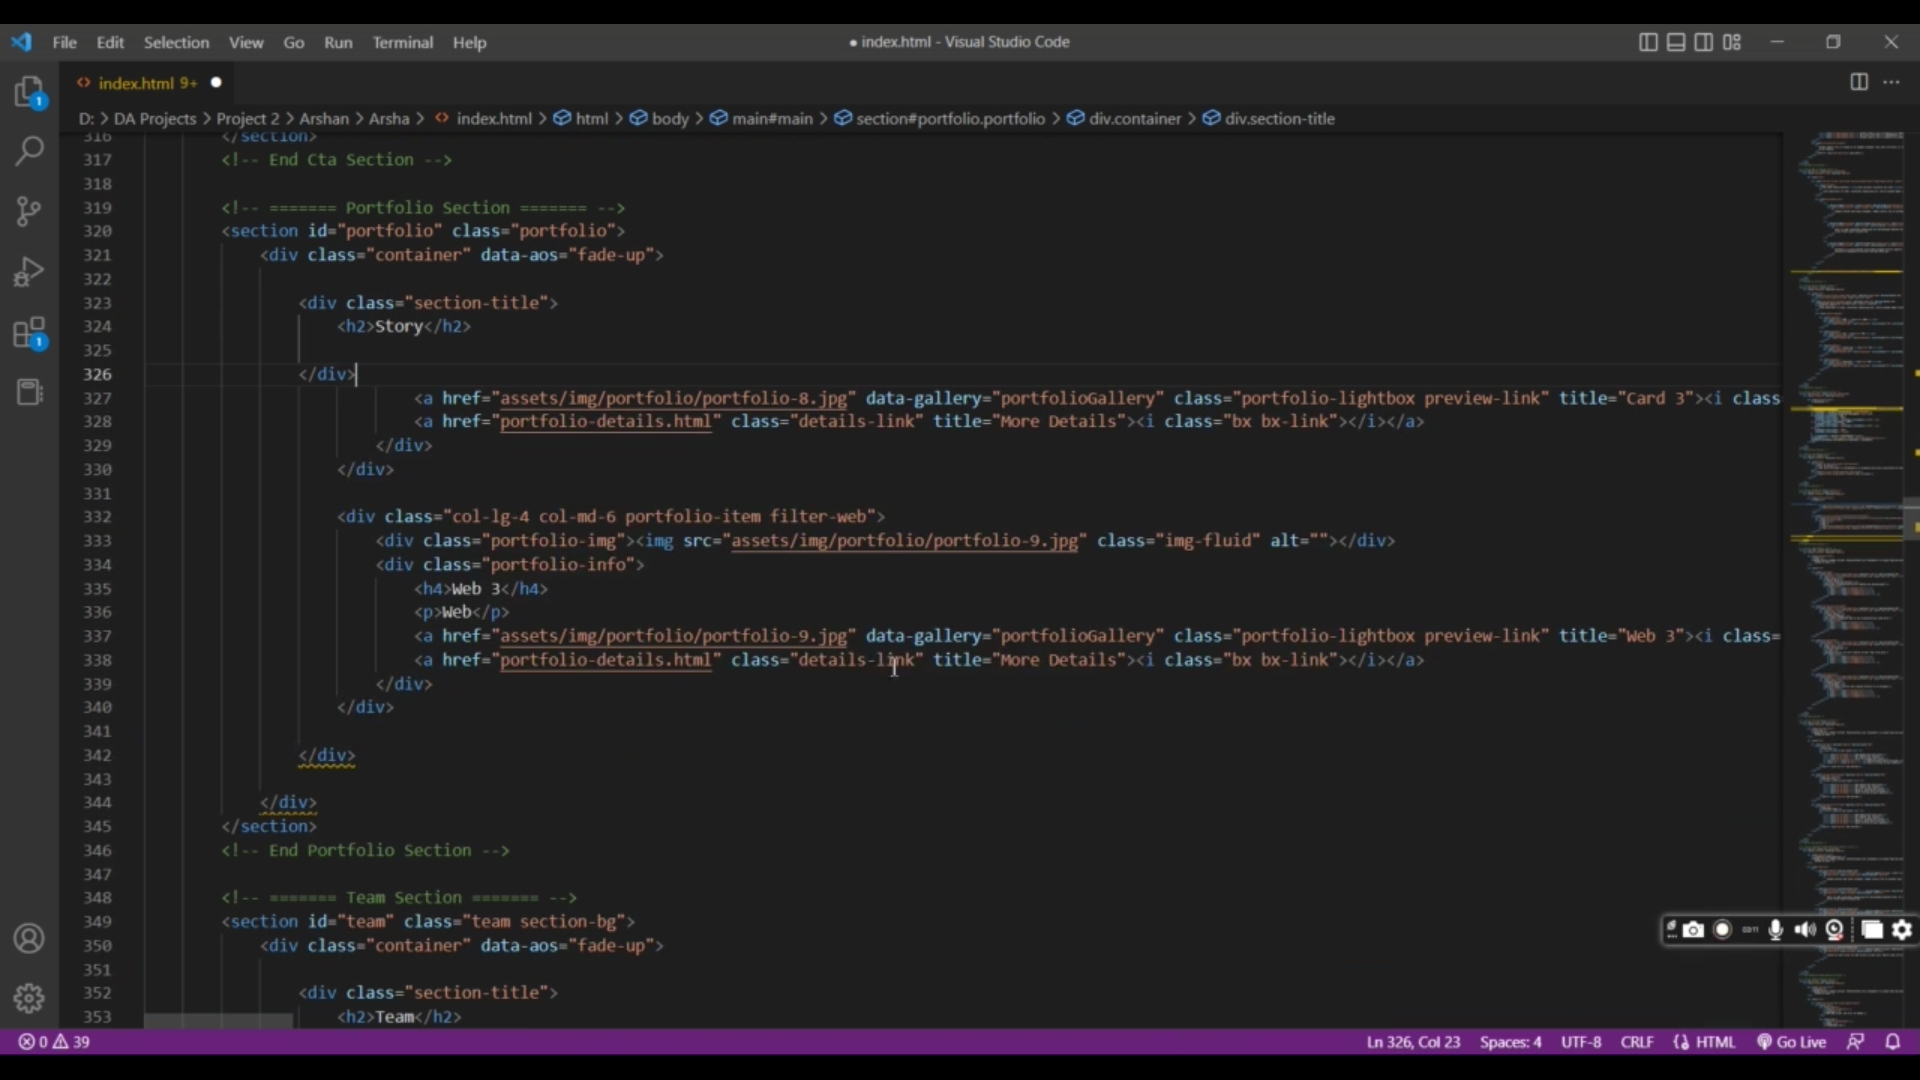 File Edit Selection View Go Run Terminal Help
● index.html - Visual Studio Code
<> index.html 9+ ●
D: > DA Projects > Project 2 > Arshan > Arsha > <> index.html > html > body > main#main > section#portfolio.portfolio > div.container > div.section-title
316 </section>
317 <!-- End Cta Section -->
318
319 <!-- ======= Portfolio Section ======= -->
320 <section id="portfolio" class="portfolio">
321 <div class="container" data-aos="fade-up">
322
323 <div class="section-title">
324 <h2>Story</h2>
325
326 </div>
327 <a href="assets/img/portfolio/portfolio-8.jpg" data-gallery="portfolioGallery" class="portfolio-lightbox preview-link" title="Card 3"><i class
328 <a href="portfolio-details.html" class="details-link" title="More Details"><i class="bx bx-link"></i></a>
329 </div>
330 </div>
331
332 <div class="col-lg-4 col-md-6 portfolio-item filter-web">
333 <div class="portfolio-img"><img src="assets/img/portfolio/portfolio-9.jpg" class="img-fluid" alt=""></div>
334 <div class="portfolio-info">
335 <h4>Web 3</h4>
336 <p>Web</p>
337 <a href="assets/img/portfolio/portfolio-9.jpg" data-gallery="portfolioGallery" class="portfolio-lightbox preview-link" title="Web 3"><i class=
338 <a href="portfolio-details.html" class="details-link" title="More Details"><i class="bx bx-link"></i></a>
339 </div>
340 </div>
341
342 </div>
343
344 </div>
345 </section>
346 <!-- End Portfolio Section -->
347
348 <!-- ======= Team Section ======= -->
349 <section id="team" class="team section-bg">
350 <div class="container" data-aos="fade-up">
351
352 <div class="section-title">
353 <h2>Team</h2>
0 39 Ln 326, Col 23 Spaces: 4 UTF-8 CRLF HTML Go Live